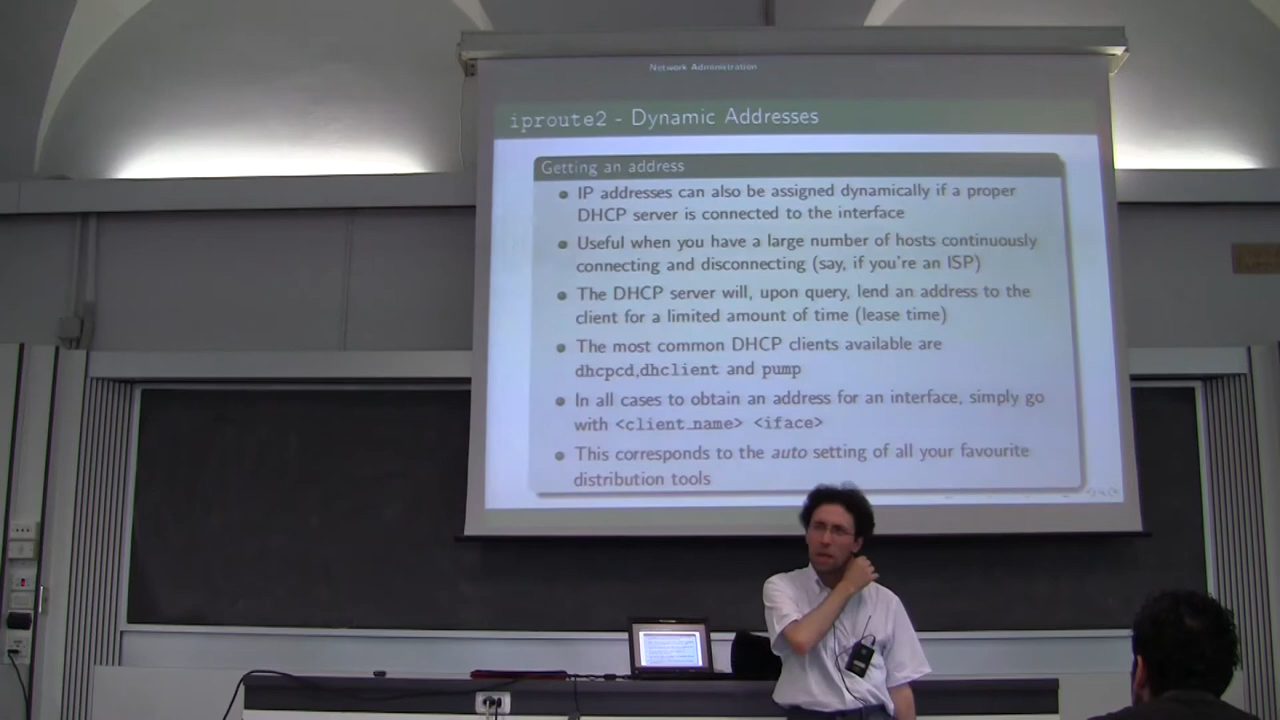 Network Administration
iproute2 - Dynamic Addresses
Getting an address
IP addresses can also be assigned dynamically if a proper
DHCP server is connected to the interface
Useful when you have a large number of hosts continuously
connecting and disconnecting (say, if you're an ISP)
The DHCP server will, upon query, lend an address to the
client for a limited amount of time (lease time)
The most common DHCP clients available are
dhcpcd,dhclient and pump
In all cases to obtain an address for an interface, simply go
with <client_name> <iface>
This corresponds to the auto setting of all your favourite
distribution tools